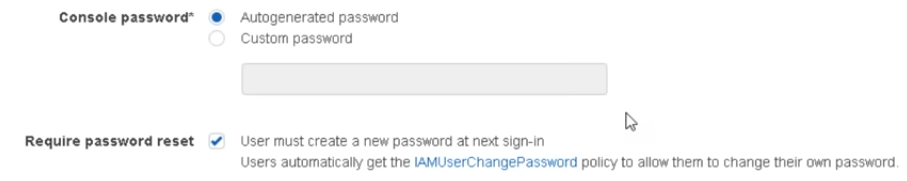 Console password* Autogenerated password
Custom password
Require password reset User must create a new password at next sign-in
Users automatically get the IAMUserChangePassword policy to allow them to change their own password.